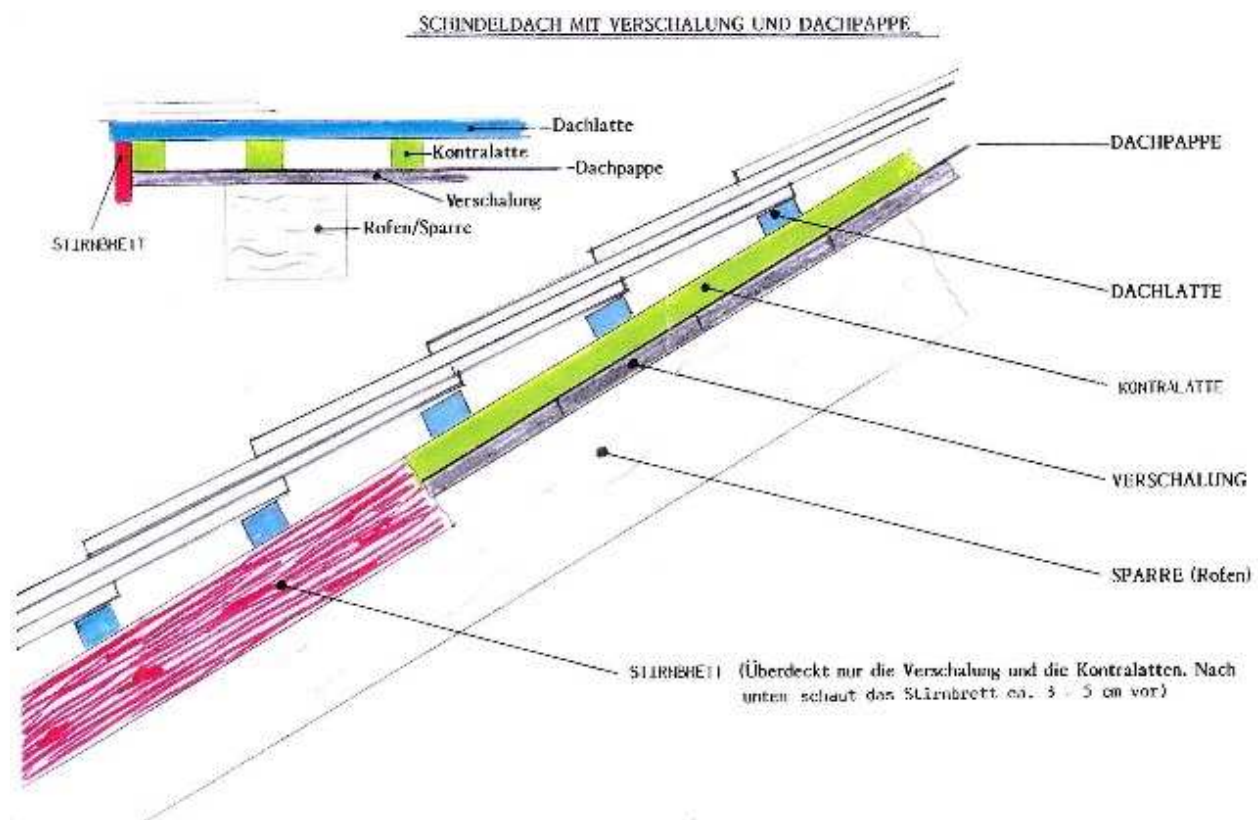 SCHINDELDACH MIT VERSCHALUNG UND DACHPAPPE
Dachlatte
Kontralatte
Dachpappe
Verschalung
Rofen/Sparre
STIRNBRETT
DACHPAPPE
DACHLATTE
KONTRALATTE
VERSCHALUNG
SPARRE (Rofen)
STIRNBRETT (Überdeckt nur die Verschalung und die Kontralatten. Nach
unten schaut das Stirnbrett ca. 3 - 5 cm vor)